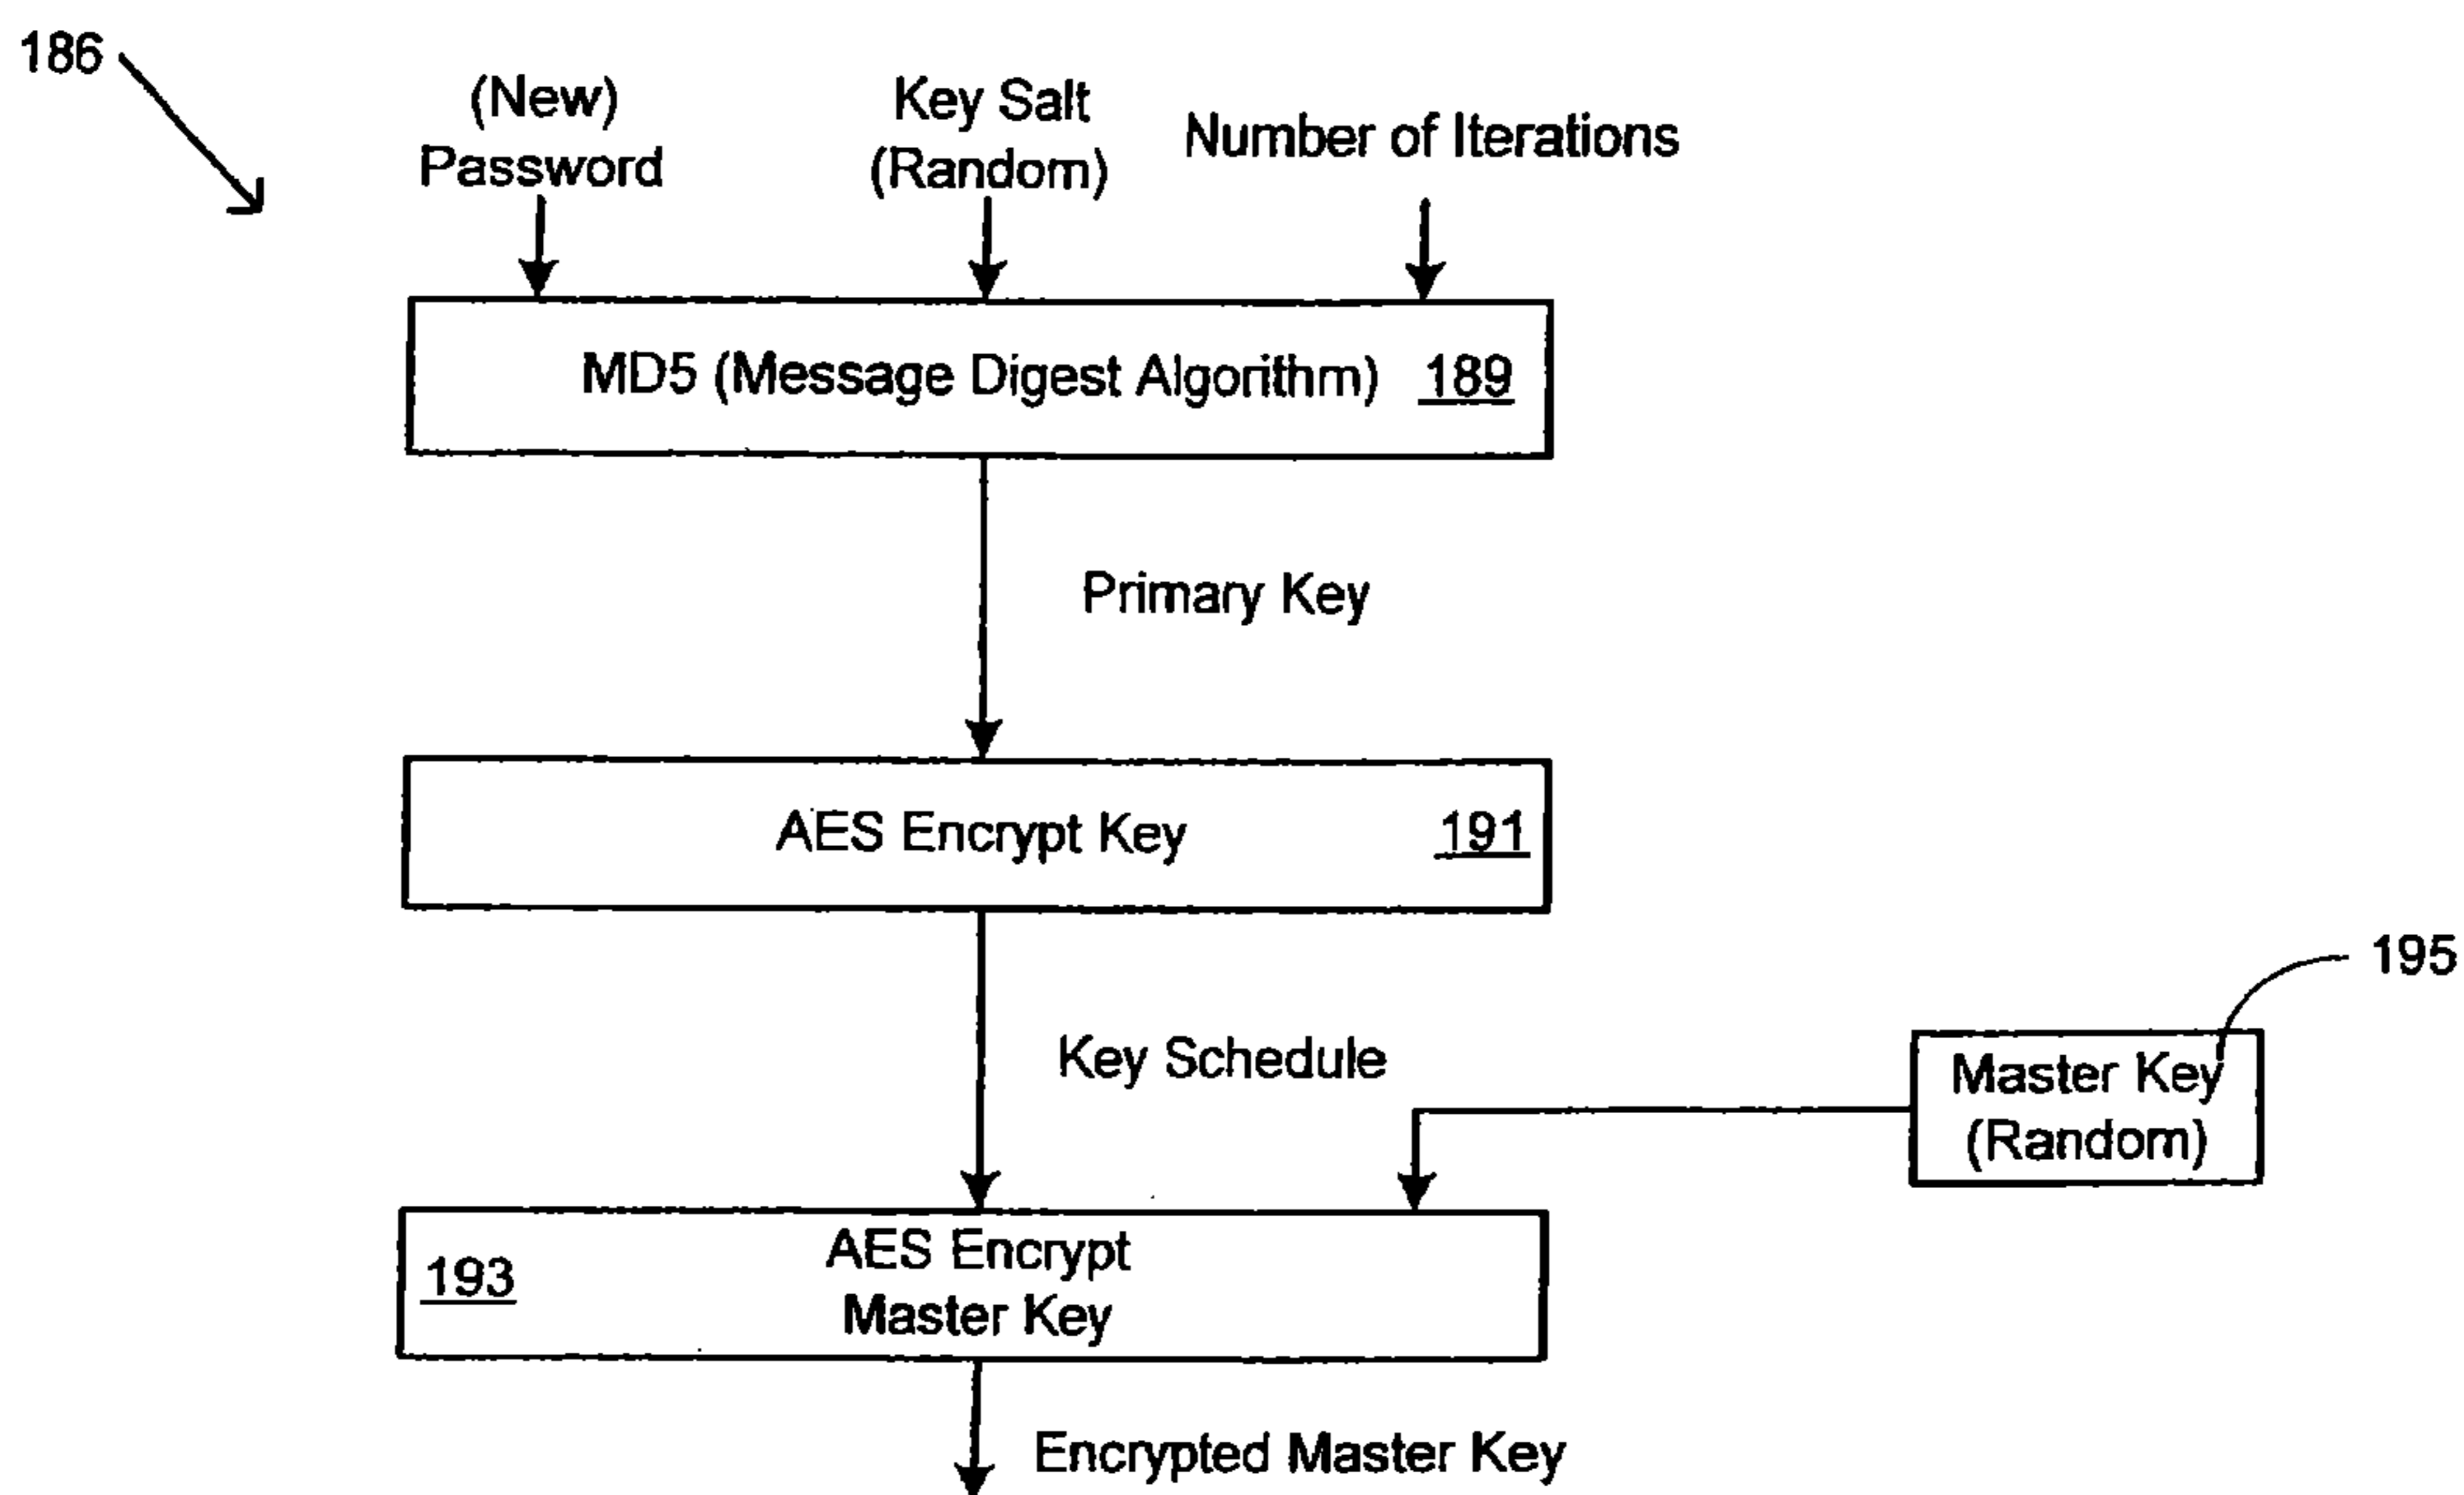 186
(New)
Password
Key Salt
(Random)
Number of Iterations
MD5 (Message Digest Algorithm) 189
Primary Key
AES Encrypt Key 191
Key Schedule
195
Master Key
(Random)
193
AES Encrypt
Master Key
Encrypted Master Key